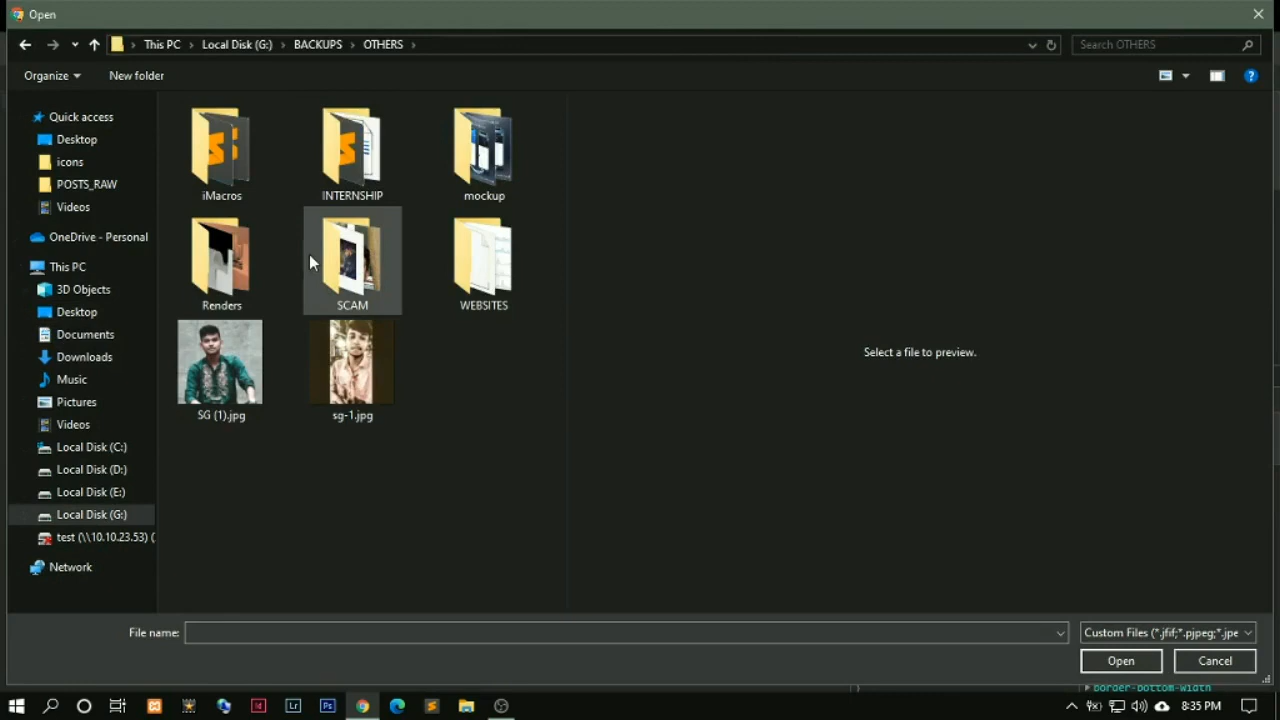 Open
This PC > Local Disk (G:) > BACKUPS > OTHERS >
Search OTHERS
Organize
New folder
Quick access
Desktop
icons
POSTS_RAW
Videos
OneDrive - Personal
This PC
3D Objects
Desktop
Documents
Downloads
Music
Pictures
Videos
Local Disk (C:)
Local Disk (D:)
Local Disk (E:)
Local Disk (G:)
test (\\10.10.23.53) (
Network
iMacros
INTERNSHIP
mockup
Renders
SCAM
WEBSITES
SG (1).jpg
sg-1.jpg
Select a file to preview.
File name:
Custom Files (*.jfif;*.pjpeg;*.jpe
Open
Cancel
border-bottom-width
8:35 PM